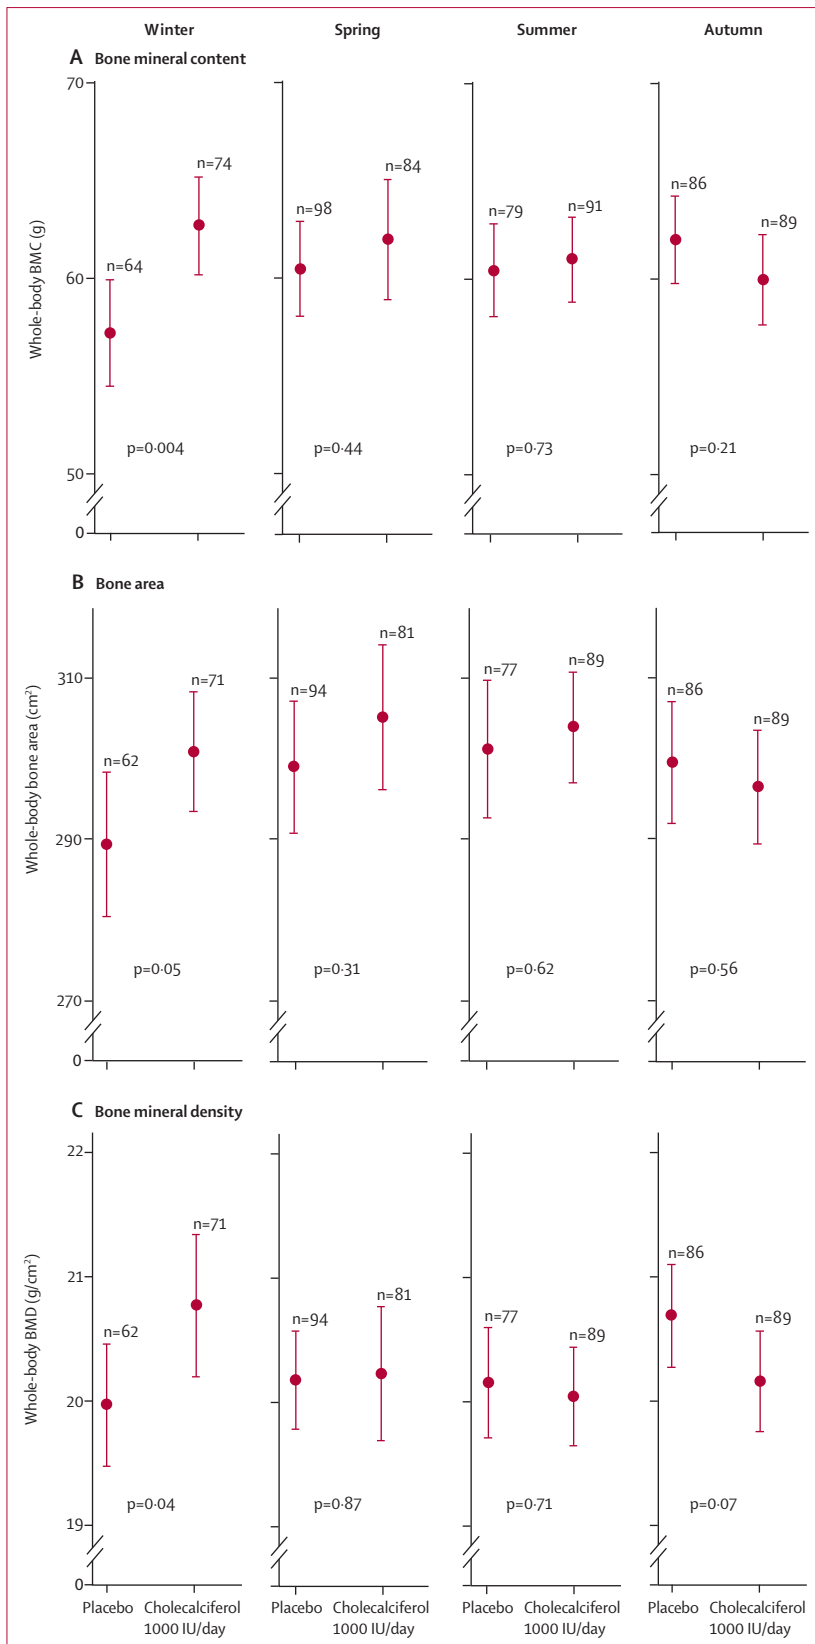 Winter Spring Summer Autumn
A Bone mineral content
70
n=74 n=84
n=98 n=79 n=91 n=86 n=89
n=64
Whole-body BMC (g)
60
p=0·004 p=0·44 p=0·73 p=0·21
50
0
B Bone area
n=81
310
n=62 n=71 n=94 n=77 n=89 n=86 n=89
Whole-body bone area (cm²)
290
p=0·05 p=0·31 p=0·62 p=0·56
270
0
C Bone mineral density
22
n=71
21
n=62 n=94 n=81 n=77 n=89 n=86 n=89
Whole-body BMD (g/cm²)
20
p=0·04 p=0·87 p=0·71 p=0·07
19
0
Placebo Cholecalciferol Placebo Cholecalciferol Placebo Cholecalciferol Placebo Cholecalciferol
1000 IU/day 1000 IU/day 1000 IU/day 1000 IU/day